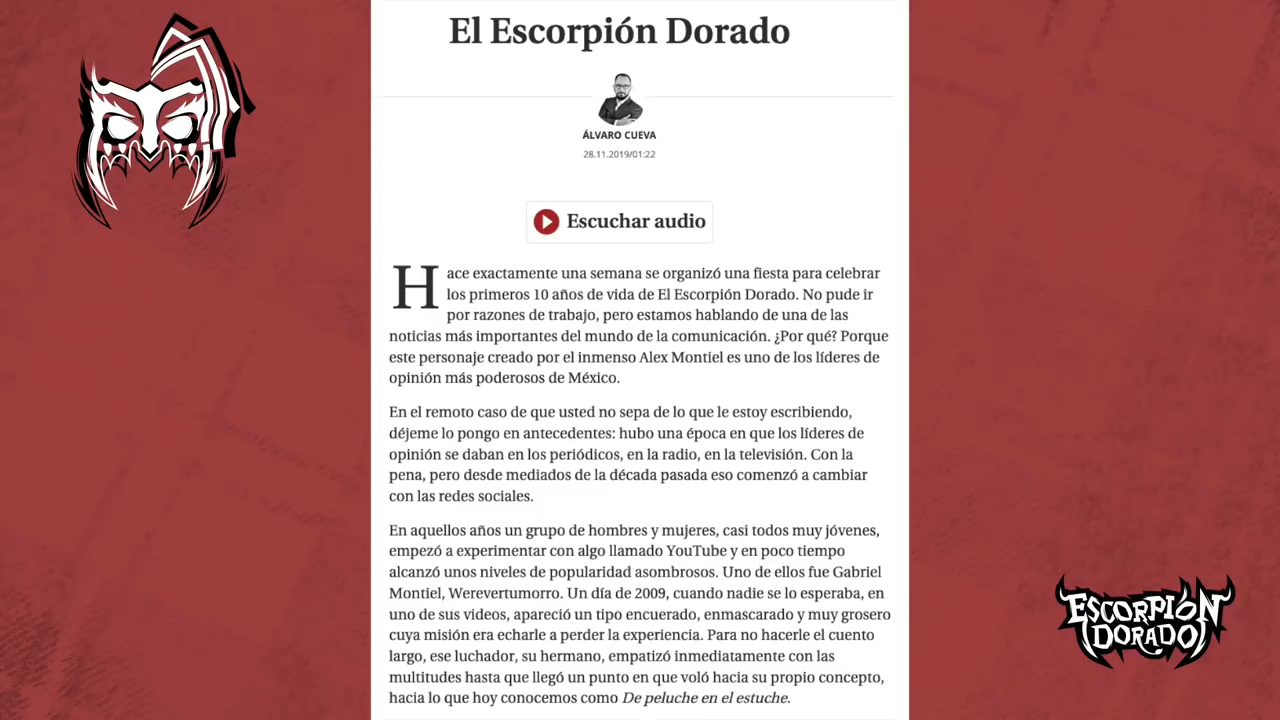 El Escorpión Dorado
ÁLVARO CUEVA
28.11.2019/01:22
Escuchar audio
Hace exactamente una semana se organizó una fiesta para celebrar
los primeros 10 años de vida de El Escorpión Dorado. No pude ir
por razones de trabajo, pero estamos hablando de una de las
noticias más importantes del mundo de la comunicación. ¿Por qué? Porque
este personaje creado por el inmenso Alex Montiel es uno de los líderes de
opinión más poderosos de México.
En el remoto caso de que usted no sepa de lo que le estoy escribiendo,
déjeme lo pongo en antecedentes: hubo una época en que los líderes de
opinión se daban en los periódicos, en la radio, en la televisión. Con la
pena, pero desde mediados de la década pasada eso comenzó a cambiar
con las redes sociales.
En aquellos años un grupo de hombres y mujeres, casi todos muy jóvenes,
empezó a experimentar con algo llamado YouTube y en poco tiempo
alcanzó unos niveles de popularidad asombrosos. Uno de ellos fue Gabriel
Montiel, Werevertumorro. Un día de 2009, cuando nadie se lo esperaba, en
uno de sus videos, apareció un tipo encuerado, enmascarado y muy grosero
cuya misión era echarle a perder la experiencia. Para no hacerle el cuento
largo, ese luchador, su hermano, empatizó inmediatamente con las
multitudes hasta que llegó un punto en que voló hacia su propio concepto,
hacia lo que hoy conocemos como De peluche en el estuche.
ESCORPIÓN
DORADO